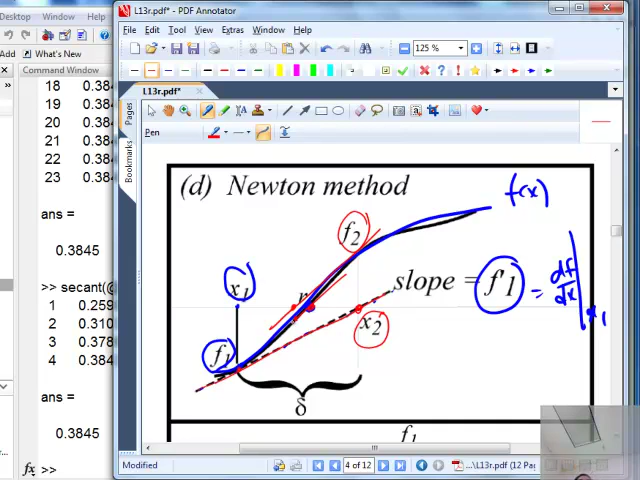 Desktop Window
L13r.pdf* - PDF Annotator
File Edit Tools View Extras Window Help
Add What's New
125 %
Command Window
L13r.pdf*
Pages
Pen
18 0.384
19 0.384
20 0.384
21 0.384
22 0.384
23 0.384
ans =
0.3845
>> secant(@
1 0.259
2 0.310
3 0.378
4 0.384
ans =
0.3845
fx >>
(d) Newton method
f(x)
f2
x1
r
slope = f'1 = df/dx | x1
x2
f1
δ
f1
Modified
4 of 12
L13r.pdf (12 Pag